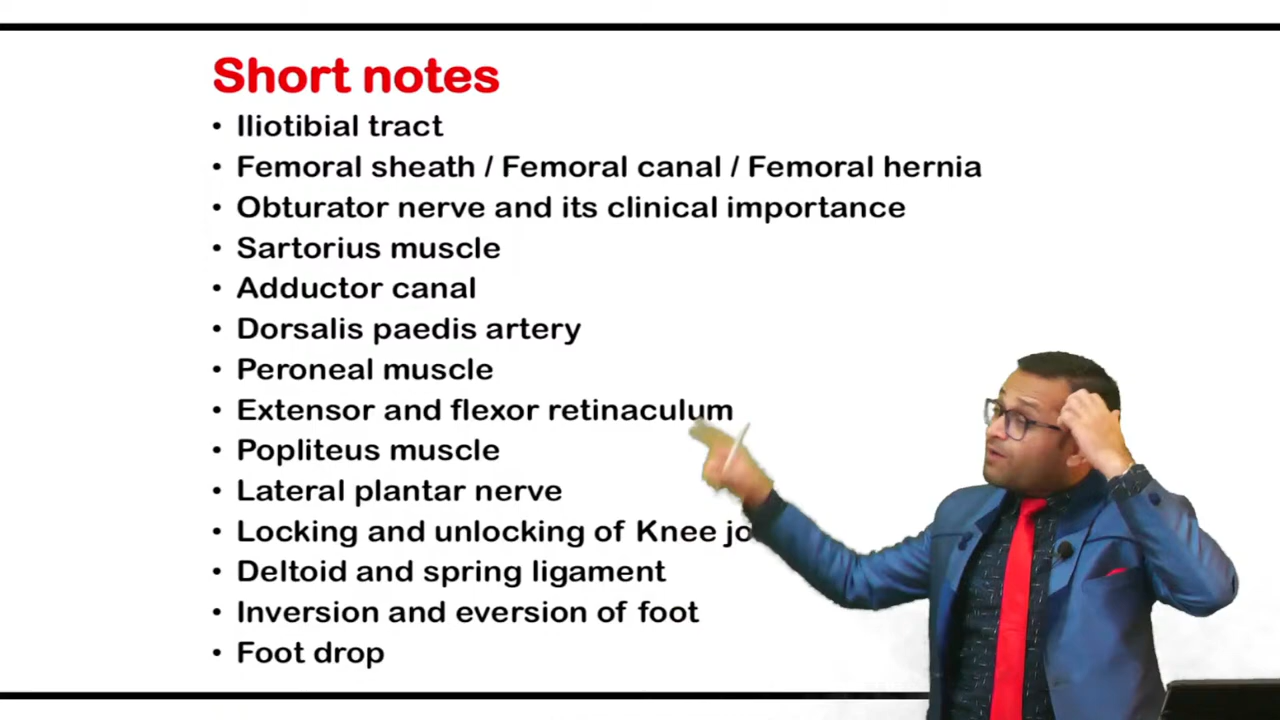 Short notes
• Iliotibial tract
• Femoral sheath / Femoral canal / Femoral hernia
• Obturator nerve and its clinical importance
• Sartorius muscle
• Adductor canal
• Dorsalis paedis artery
• Peroneal muscle
• Extensor and flexor retinaculum
• Popliteus muscle
• Lateral plantar nerve
• Locking and unlocking of Knee jo
• Deltoid and spring ligament
• Inversion and eversion of foot
• Foot drop